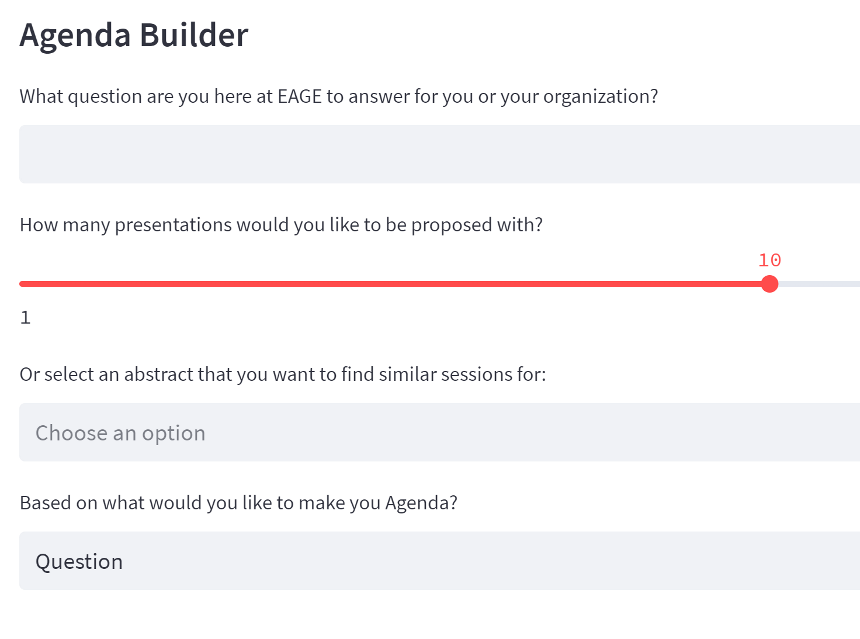 Agenda Builder
What question are you here at EAGE to answer for you or your organization?
How many presentations would you like to be proposed with?
10
1
Or select an abstract that you want to find similar sessions for:
Choose an option
Based on what would you like to make you Agenda?
Question